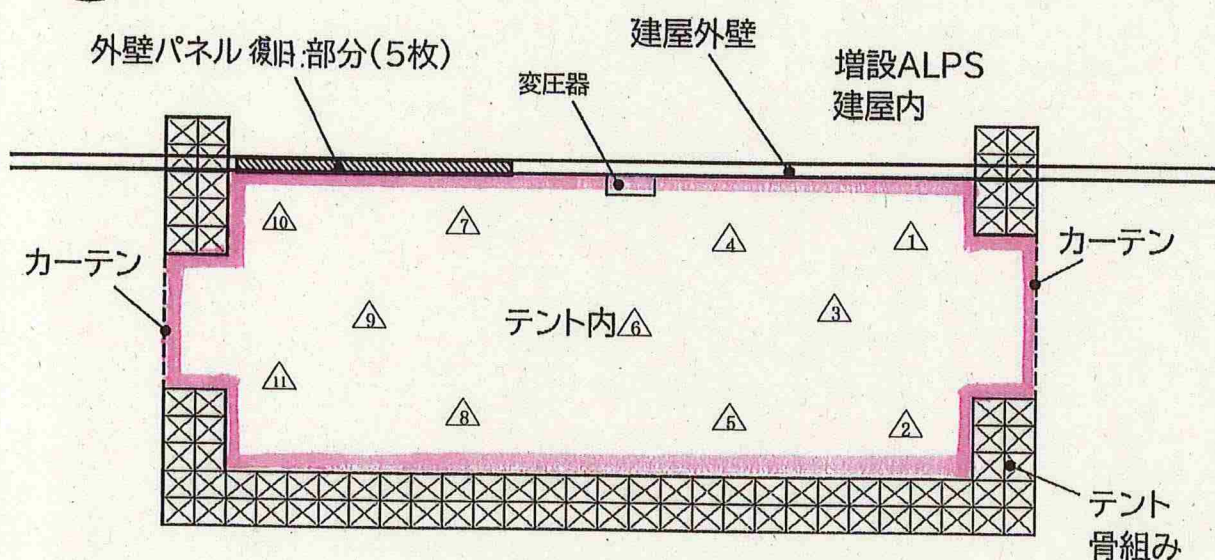 外壁パネル復旧部分(5枚)
変圧器
建屋外壁
増設ALPS
建屋内
カーテン
カーテン
10
7
4
1
9
テント内
6
3
11
8
5
2
テント
骨組み